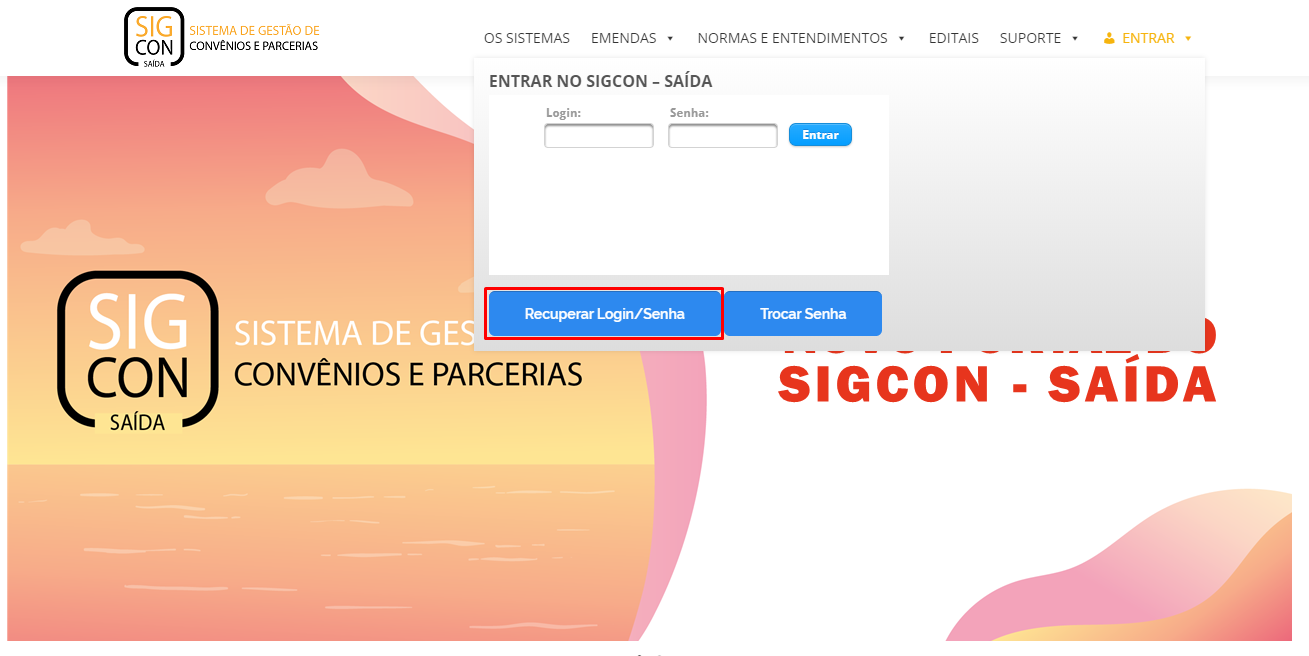 SIG
CON
SAÍDA
SISTEMA DE GESTÃO DE
CONVÊNIOS E PARCERIAS
OS SISTEMAS EMENDAS NORMAS E ENTENDIMENTOS EDITAIS SUPORTE ENTRAR
ENTRAR NO SIGCON – SAÍDA
Login: Senha:
Entrar
Recuperar Login/Senha Trocar Senha
SIG
CON
SAÍDA
SISTEMA DE GES
CONVÊNIOS E PARCERIAS
SIGCON - SAÍDA